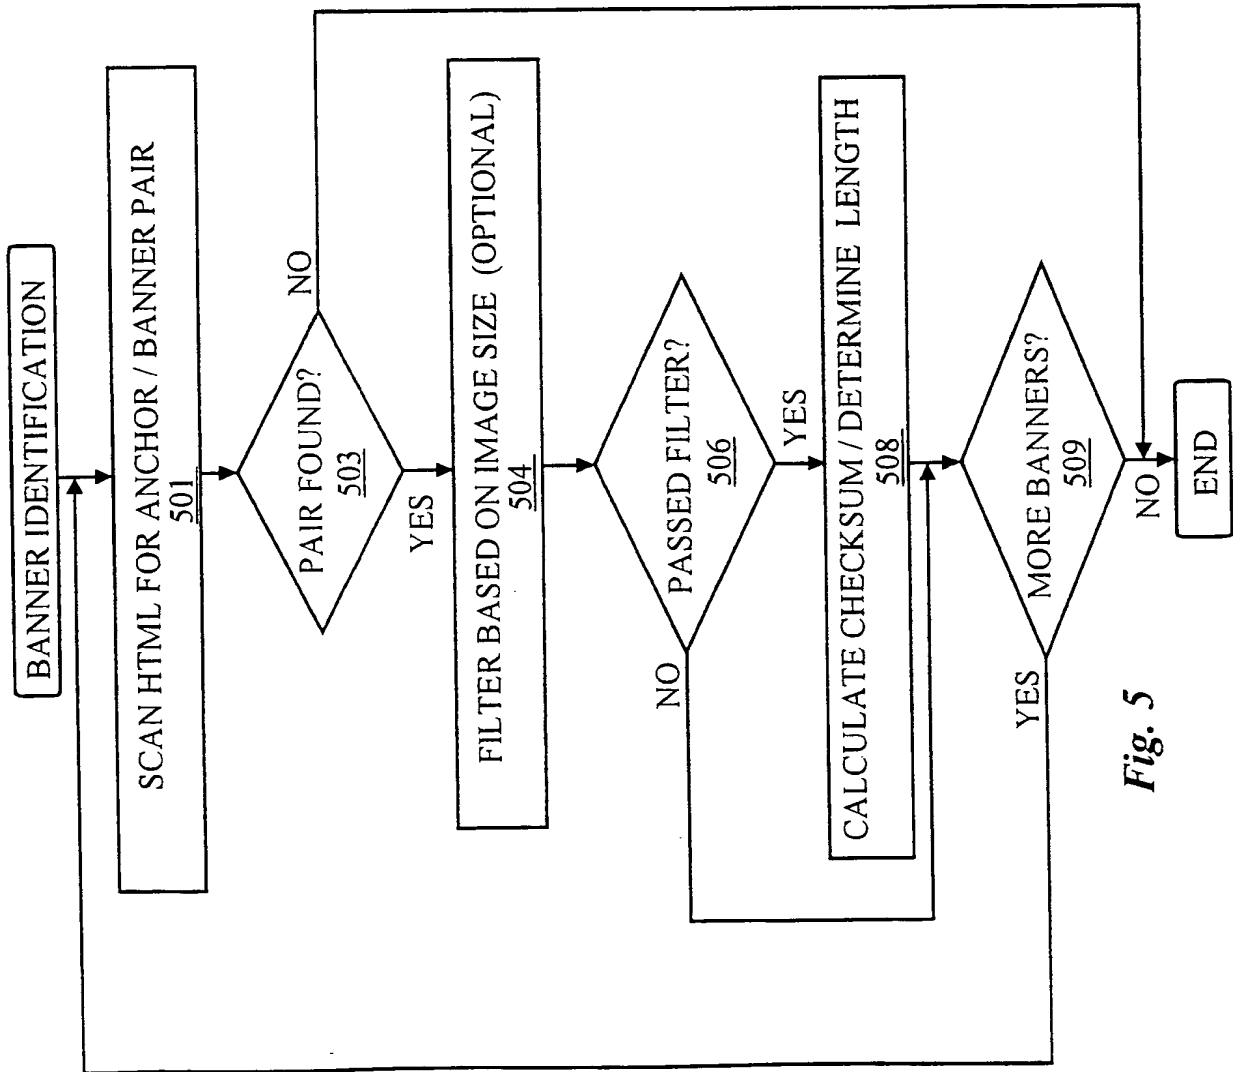 BANNER IDENTIFICATION
SCAN HTML FOR ANCHOR / BANNER PAIR
501
PAIR FOUND?
503
NO
YES
FILTER BASED ON IMAGE SIZE (OPTIONAL)
504
PASSED FILTER?
506
NO
YES
CALCULATE CHECKSUM / DETERMINE LENGTH
508
MORE BANNERS?
509
YES
NO
END
Fig. 5